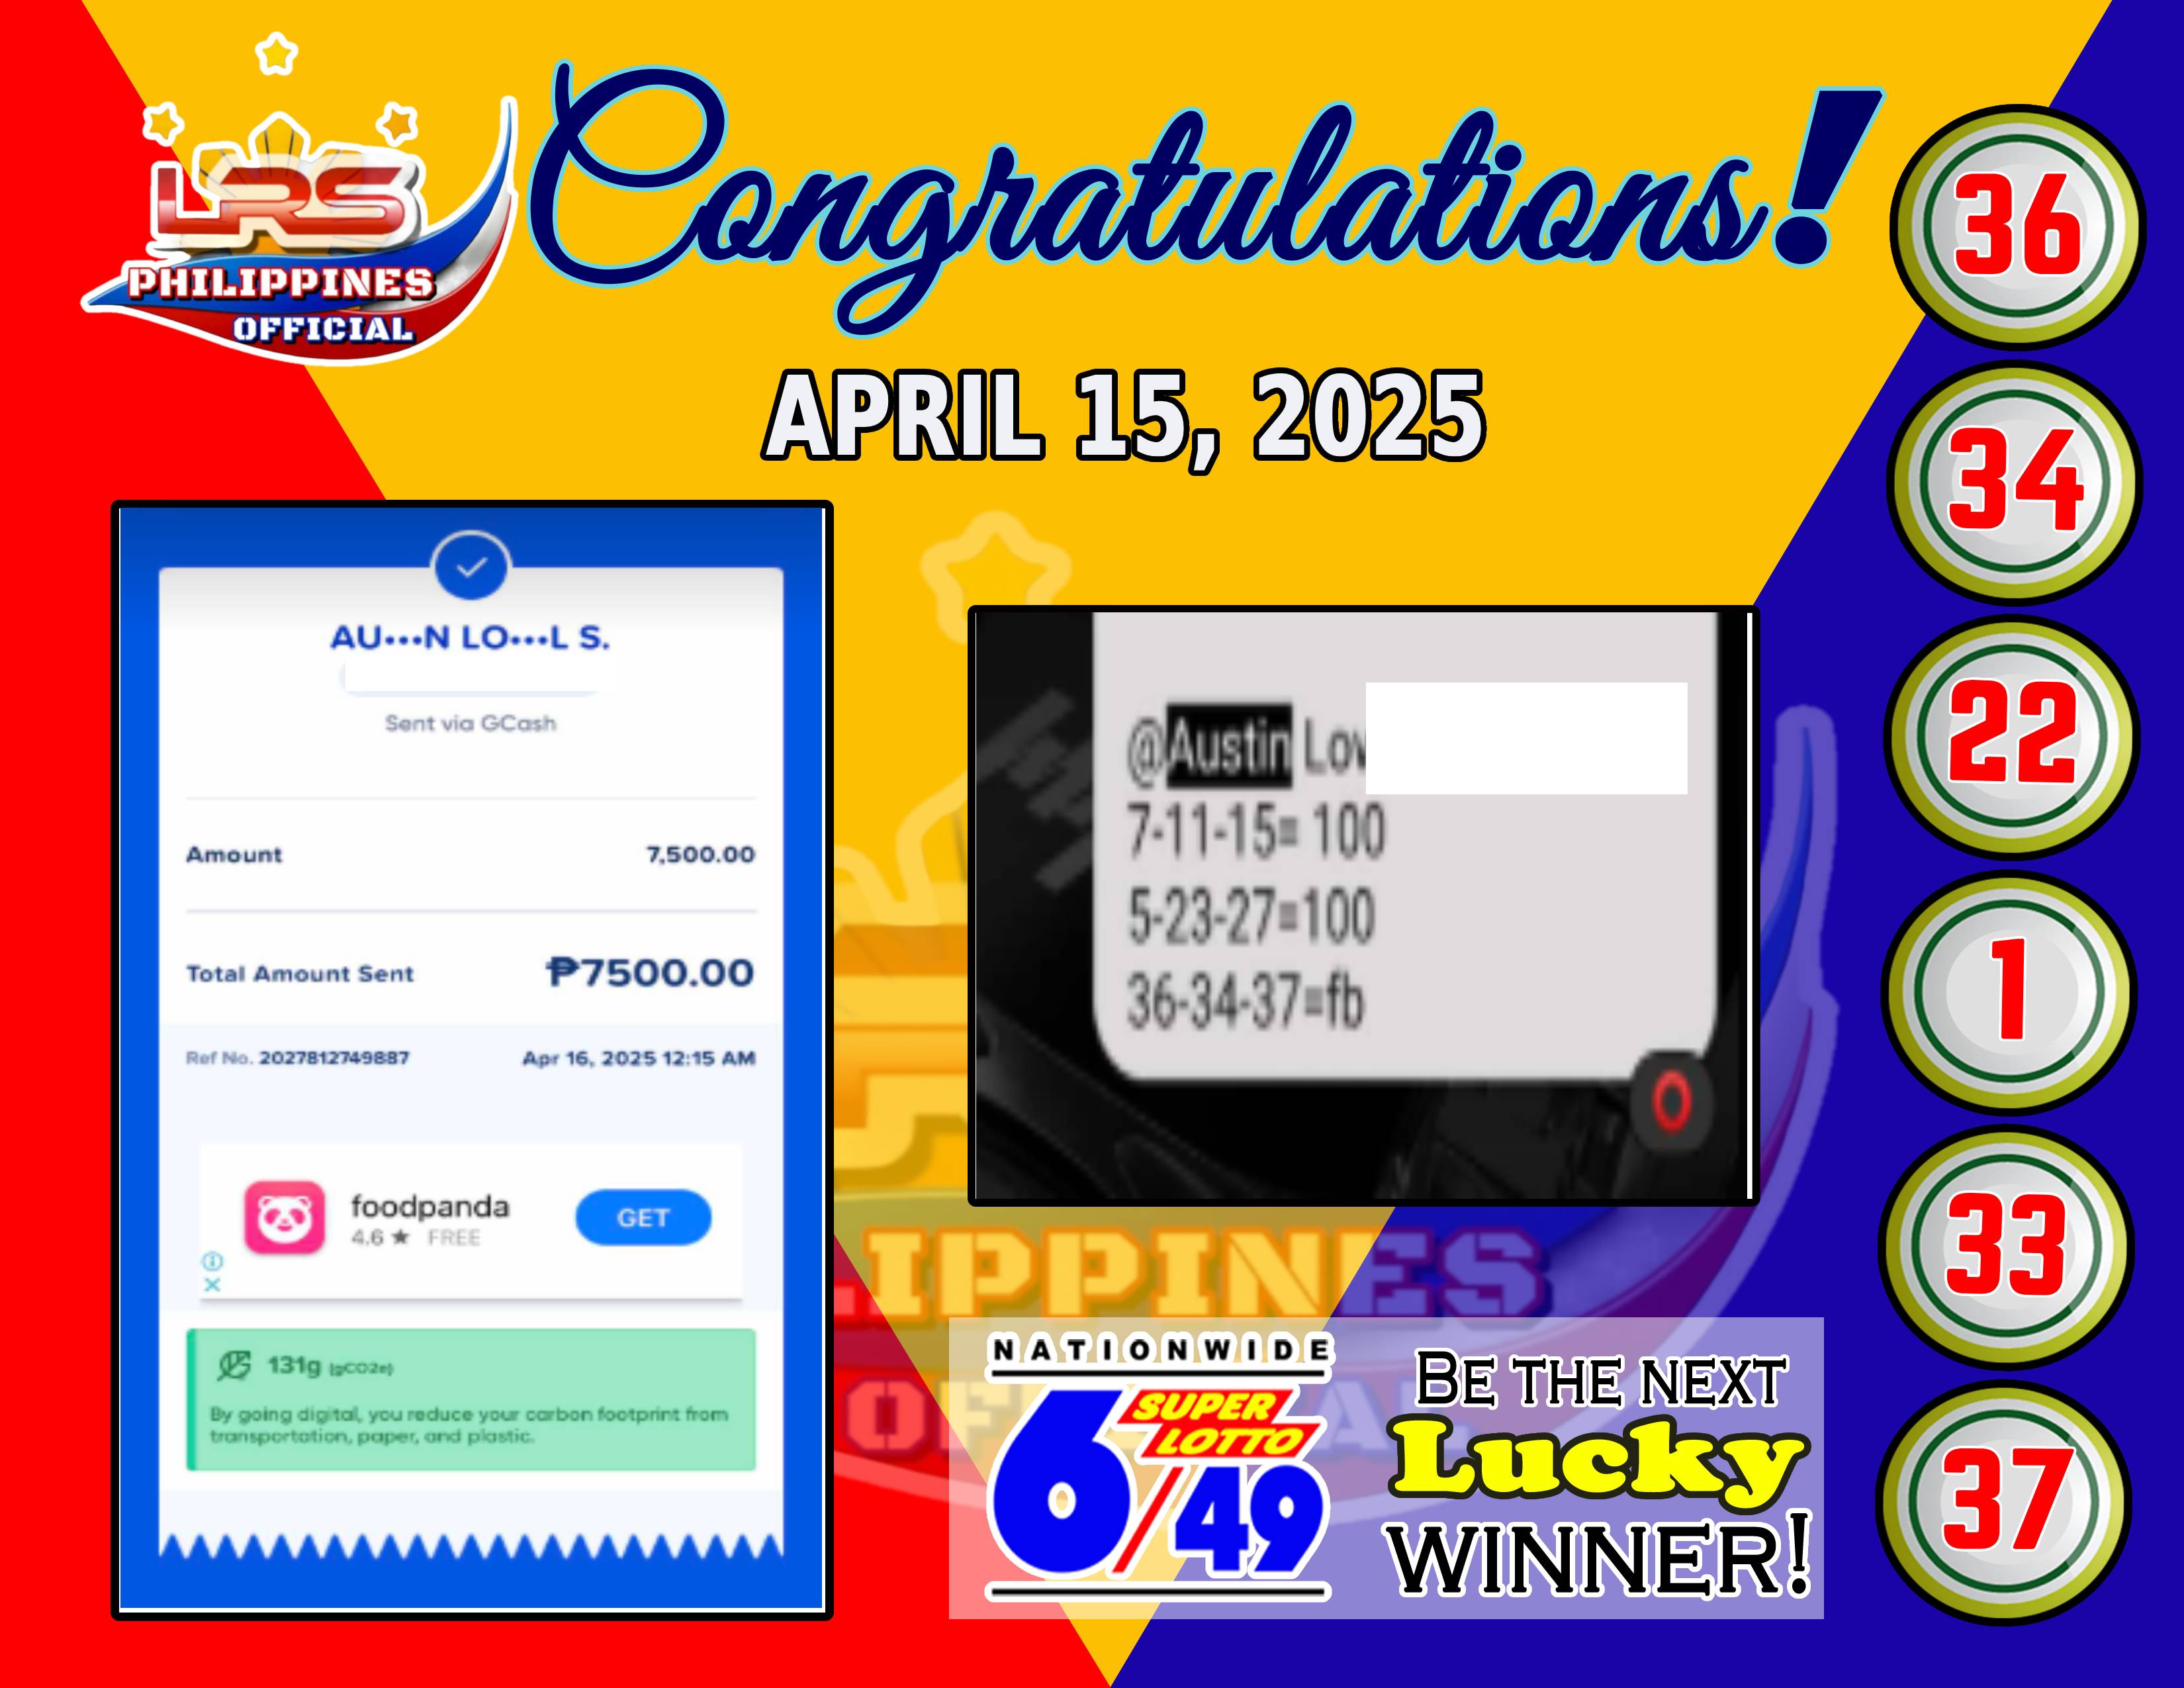 LRS
PHILIPPINES
OFFICIAL
Congratulations!
APRIL 15, 2025
AU•••N LO•••L S.
Sent via GCash
Amount 7,500.00
Total Amount Sent ₱7500.00
Ref No. 2027812749887 Apr 16, 2025 12:15 AM
foodpanda
4.6 ★ FREE
GET
131g (gCO2e)
By going digital, you reduce your carbon footprint from
transportation, paper, and plastic.
@Austin Lov
7-11-15= 100
5-23-27=100
36-34-37=fb
NATIONWIDE
SUPER
LOTTO
6/49
BE THE NEXT
Lucky
WINNER!
36
34
22
1
33
37